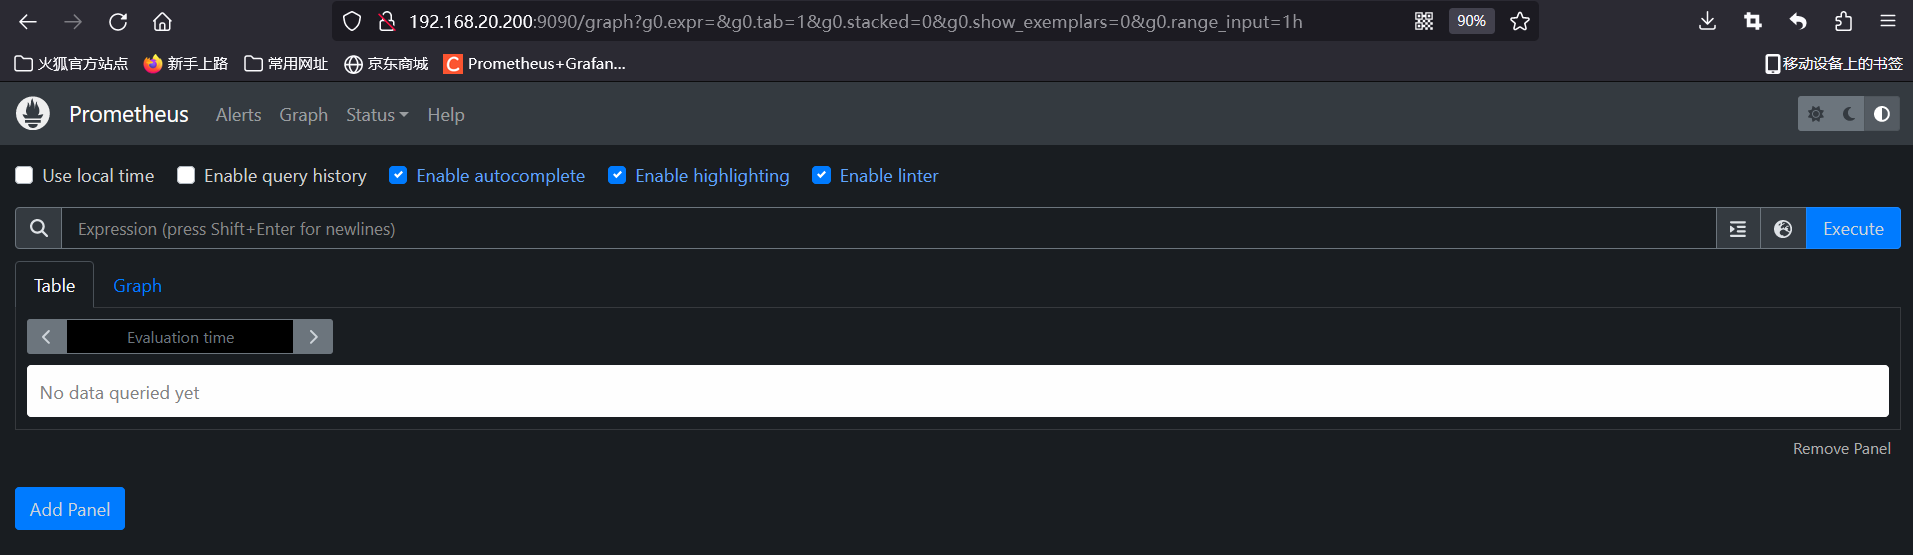 192.168.20.200:9090/graph?g0.expr=&g0.tab=1&g0.stacked=0&g0.show_exemplars=0&g0.range_input=1h 90%
火狐官方站点 新手上路 常用网址 京东商城 C Prometheus+Grafan... 移动设备上的书签
Prometheus Alerts Graph Status Help
Use local time Enable query history Enable autocomplete Enable highlighting Enable linter
Expression (press Shift+Enter for newlines) Execute
Table Graph
Evaluation time
No data queried yet
Remove Panel
Add Panel